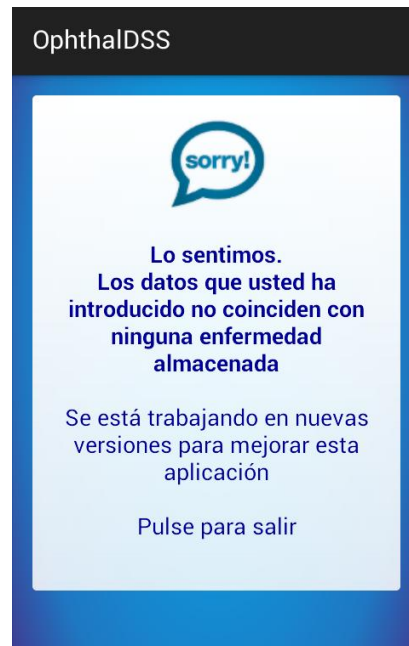 OphthalDSS
sorry!
Lo sentimos.
Los datos que usted ha
introducido no coinciden con
ninguna enfermedad
almacenada
Se está trabajando en nuevas
versiones para mejorar esta
aplicación
Pulse para salir